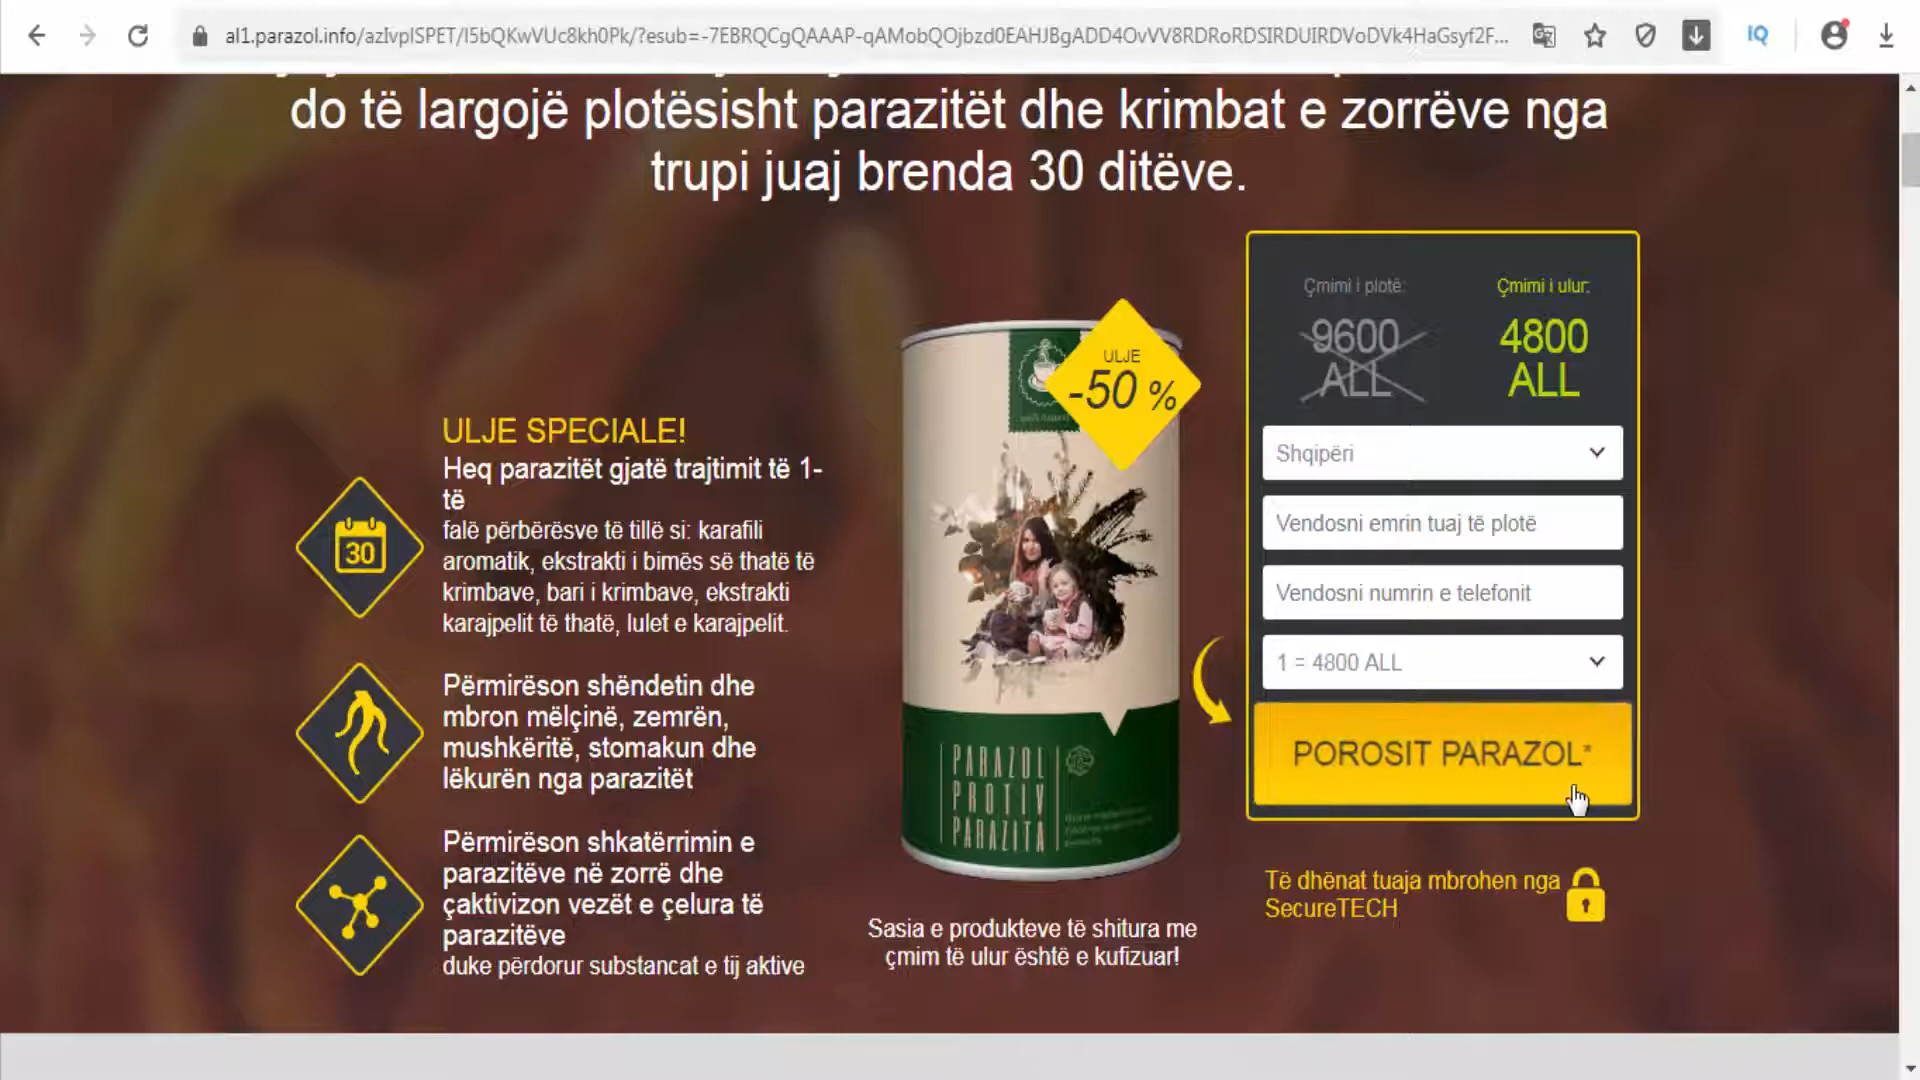 al1.parazol.info/azIvplSPET/I5bQKwVUc8kh0Pk/?esub=-7EBRQCgQAAAP-qAMobQOjbzd0EAHJBgADD4OvVV8RDRoRDSIRDUIRDVoDVk4HaGsyf2F...
IQ
do të largojë plotësisht parazitët dhe krimbat e zorrëve nga
trupi juaj brenda 30 ditëve.
ULJE SPECIALE!
Heq parazitët gjatë trajtimit të 1-
të
falë përbërësve të tillë si: karafili
aromatik, ekstrakti i bimës së thatë të
krimbave, bari i krimbave, ekstrakti
karajpelit të thatë, lulet e karajpelit.
30
Përmirëson shëndetin dhe
mbron mëlçinë, zemrën,
mushkëritë, stomakun dhe
lëkurën nga parazitët
Përmirëson shkatërrimin e
parazitëve në zorrë dhe
çaktivizon vezët e çelura të
parazitëve
duke përdorur substancat e tij aktive
ULJE
-50 %
PARAZOL
PROTIV
PARAZITA
Sasia e produkteve të shitura me
çmim të ulur është e kufizuar!
Çmimi i plotë:
9600
ALL
Çmimi i ulur:
4800
ALL
Shqipëri
Vendosni emrin tuaj të plotë
Vendosni numrin e telefonit
1 = 4800 ALL
POROSIT PARAZOL*
Të dhënat tuaja mbrohen nga
SecureTECH